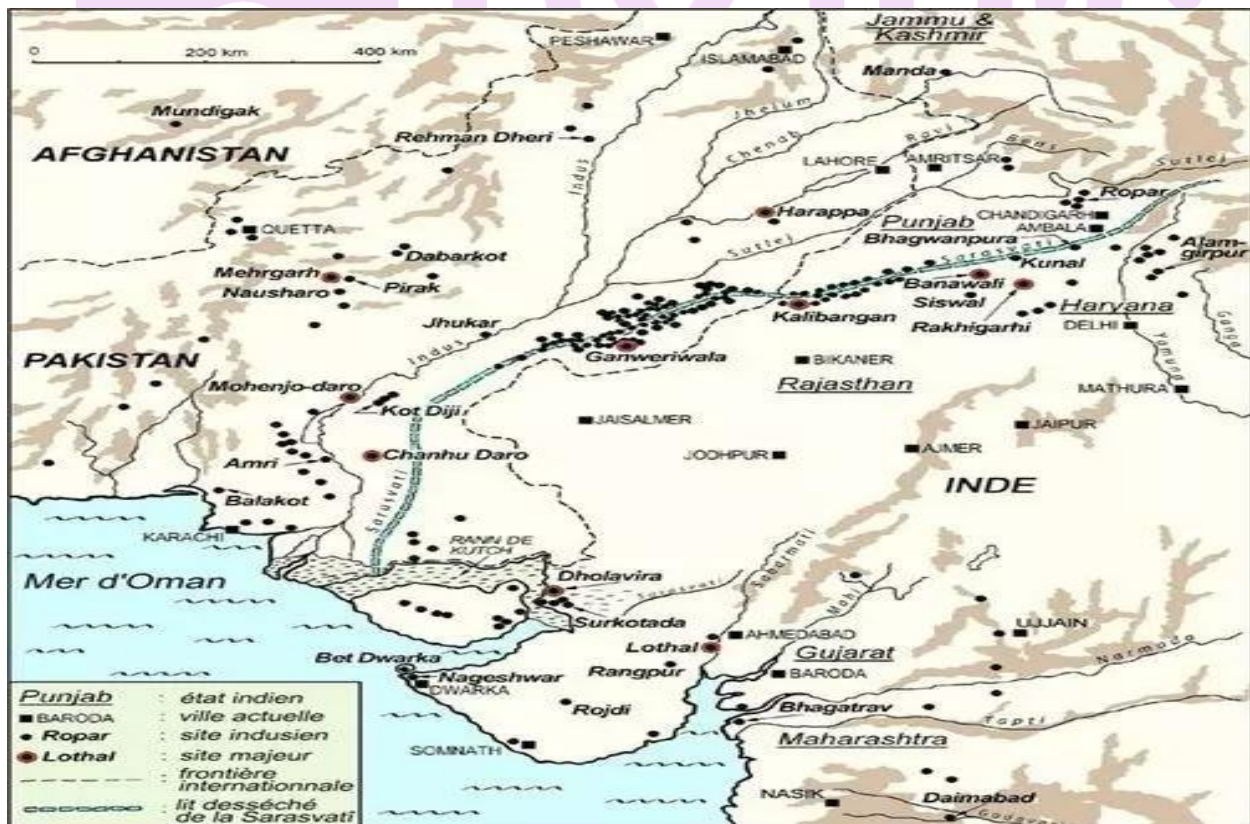 Jammu &
Kashmir
0
200 km
400 km
PESHAWAR
ISLAMABAD
Manda
Mundigak
Rehman Dheri
Jhelum
Chenab
Ravi
Beas
AFGHANISTAN
Indus
LAHORE
AMRITSAR
Sutlej
Ropar
Harappa
Punjab
CHANDIGARH
AMBALA
QUETTA
Bhagwanpura
Sarasvati
Alam-
girpur
Dabarkot
Sutlej
Kunal
Mehrgarh
Pirak
Banawali
Nausharo
Siswal
Haryana
Kalibangan
Rakhigarhi
DELHI
Jhukar
Indus
Ganweriwala
Yamuna
Ganga
PAKISTAN
BIKANER
Rajasthan
MATHURA
Mohenjo-daro
Kot Diji
JAISALMER
JAIPUR
Chanhu Daro
JODHPUR
AJMER
Amri
INDE
Balakot
Sarasvati
KARACHI
RANN DE
KUTCH
Mer d'Oman
Dholavira
Sarasvati
Sabarmati
Mahi
Surkotada
AHMEDABAD
UJJAIN
Lothal
Gujarat
Narmada
Bet Dwarka
Rangpur
BARODA
Nageshwar
DWARKA
Rojdi
Bhagatrav
Tapti
SOMNATH
Maharashtra
NASIK
Daimabad
Godavari
Punjab : état indien
BARODA : ville actuelle
Ropar : site indusien
Lothal : site majeur
: frontière
internationnale
: lit desséché
de la Sarasvatî